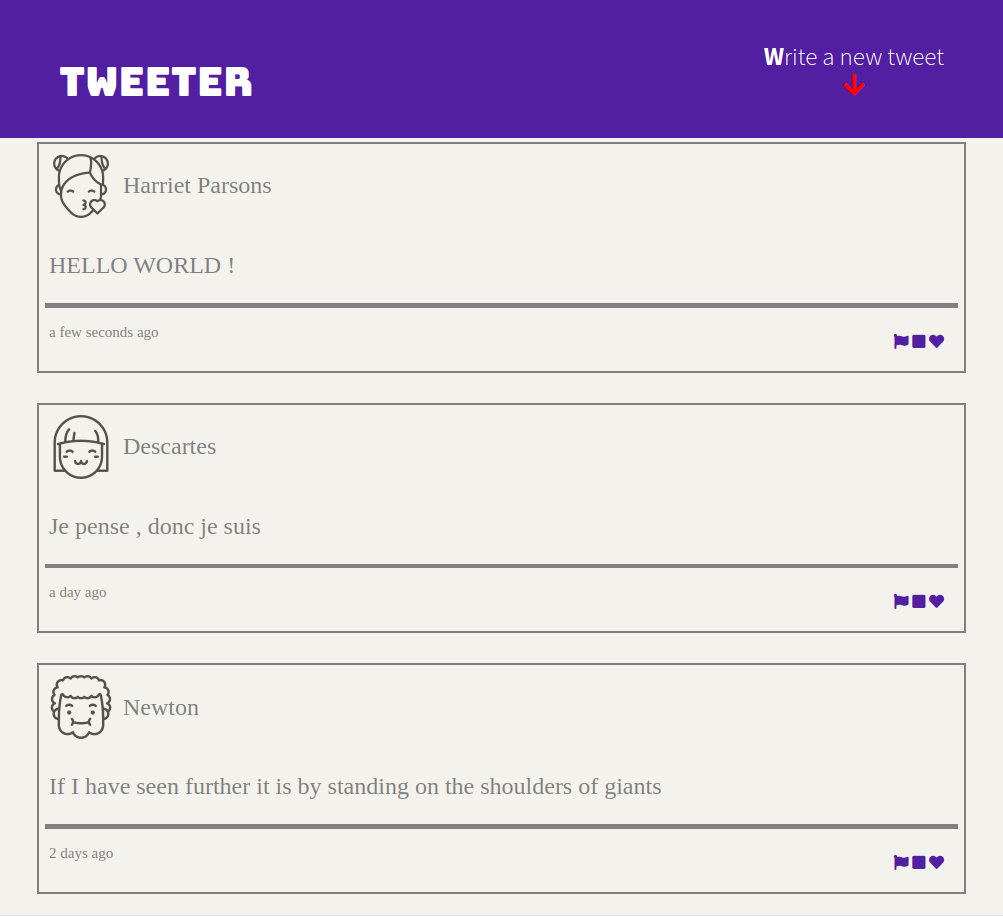 TWEETER
Write a new tweet
Harriet Parsons
HELLO WORLD !
a few seconds ago
Descartes
Je pense , donc je suis
a day ago
Newton
If I have seen further it is by standing on the shoulders of giants
2 days ago